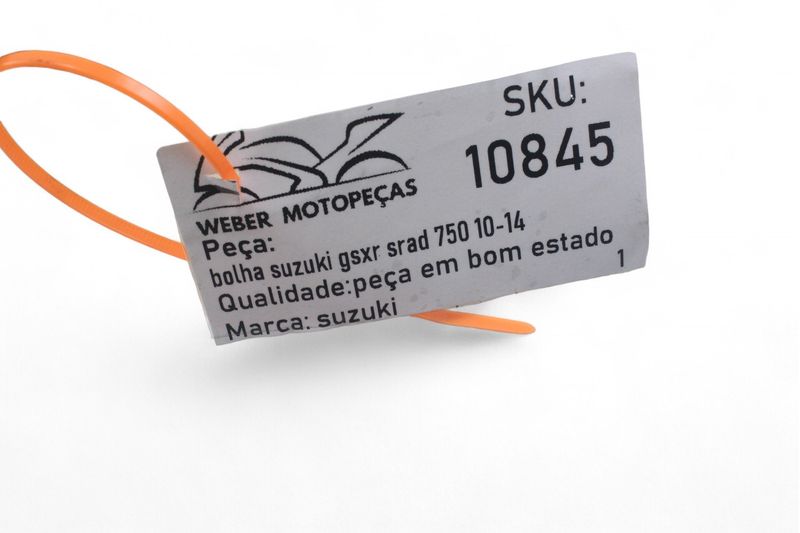 SKU:
10845
WEBER MOTOPEÇAS
Peça:
bolha suzuki gsxr srad 750 10-14
Qualidade:peça em bom estado
1
Marca: suzuki